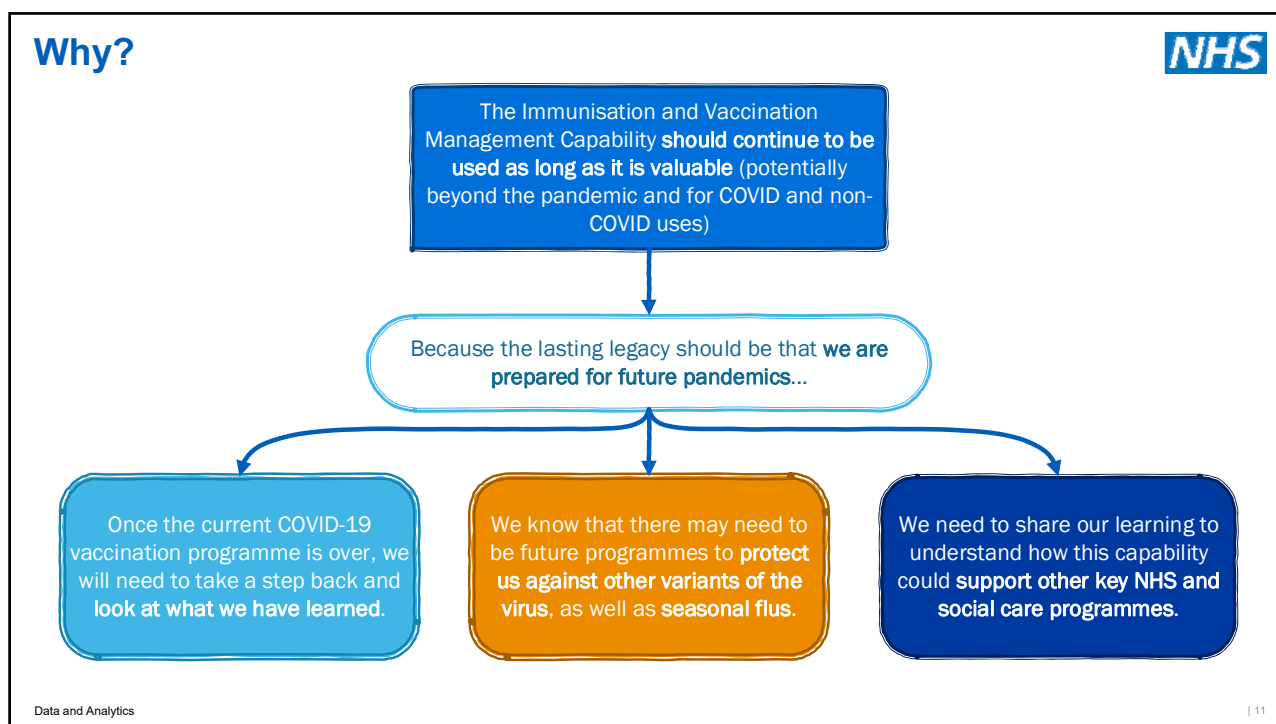 Why?
NHS
The Immunisation and Vaccination
Management Capability should continue to be
used as long as it is valuable (potentially
beyond the pandemic and for COVID and non-
COVID uses)
Because the lasting legacy should be that we are
prepared for future pandemics...
Once the current COVID-19
vaccination programme is over, we
will need to take a step back and
look at what we have learned.
We know that there may need to
be future programmes to protect
us against other variants of the
virus, as well as seasonal flus.
We need to share our learning to
understand how this capability
could support other key NHS and
social care programmes.
Data and Analytics
| 11